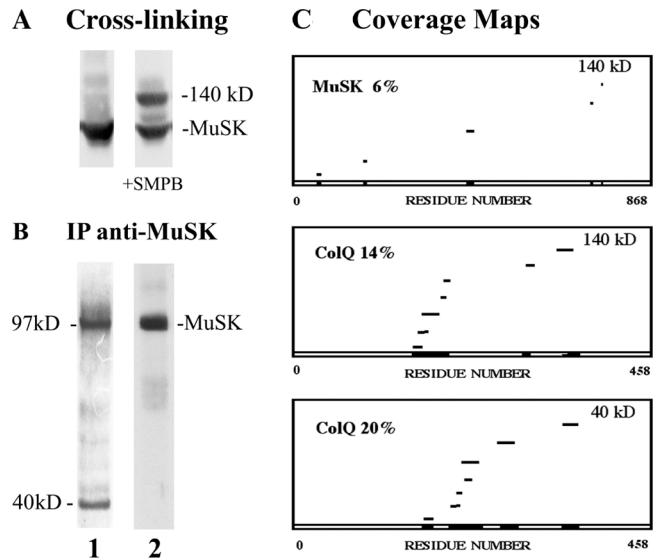 A Cross-linking
-140 kD
-MuSK
+SMPB
B IP anti-MuSK
97kD -
-MuSK
40kD -
1 2
C Coverage Maps
140 kD
MuSK 6%
0 RESIDUE NUMBER 868
140 kD
ColQ 14%
0 RESIDUE NUMBER 458
40 kD
ColQ 20%
0 RESIDUE NUMBER 458